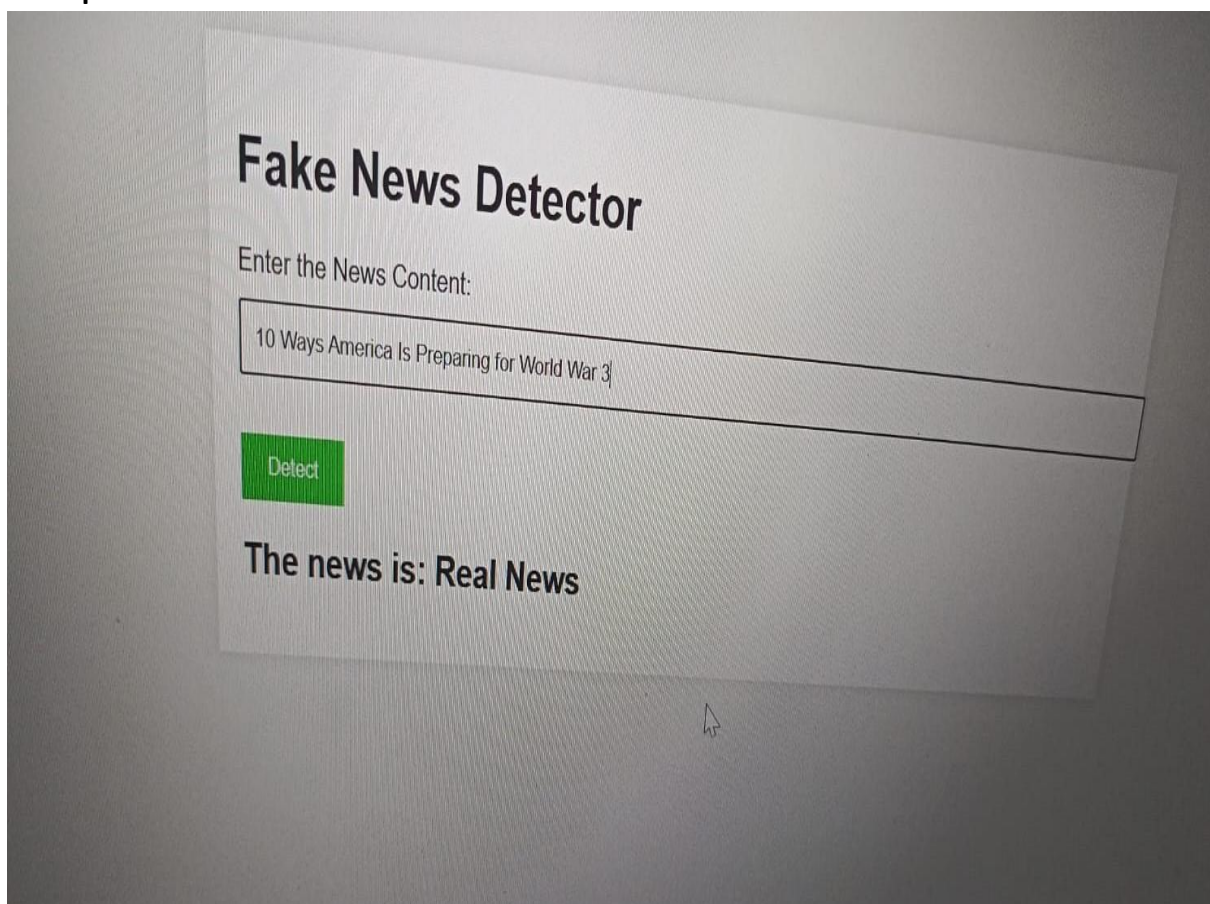 Fake News Detector
Enter the News Content:
10 Ways America Is Preparing for World War 3
Detect
The news is: Real News